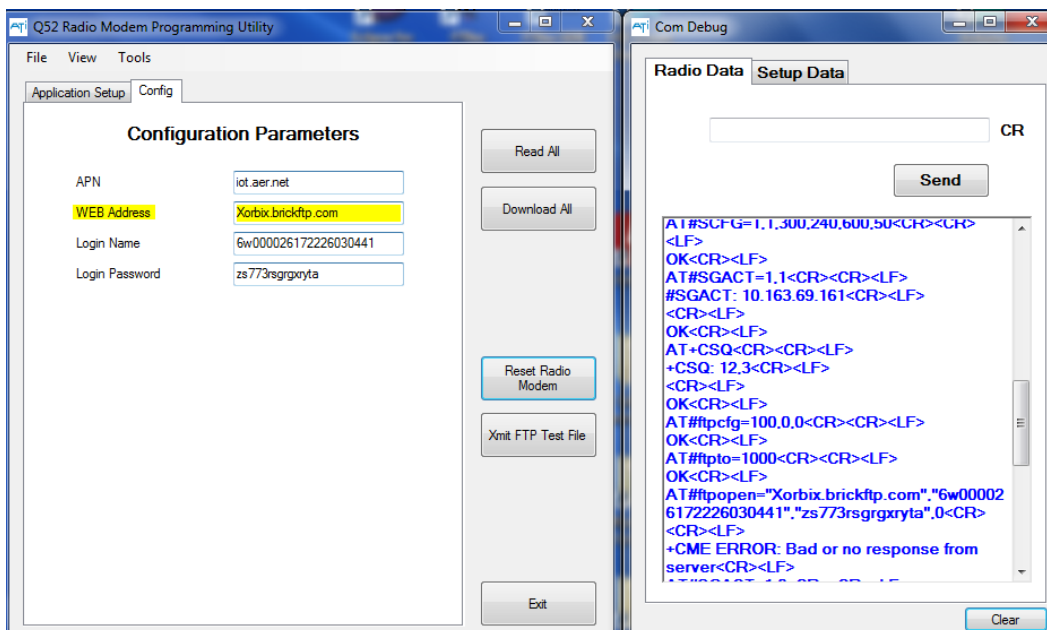 ATi Q52 Radio Modem Programming Utility
File View Tools
Application Setup Config
Configuration Parameters
APN iot.aer.net
WEB Address Xorbix.brickftp.com
Login Name 6w000026172226030441
Login Password zs773rsgrgxryta
Read All
Download All
Reset Radio
Modem
Xmit FTP Test File
Exit
ATi Com Debug
Radio Data Setup Data
CR
Send
AT#SCFG=1,1,300,240,600,50<CR><CR>
<LF>
OK<CR><LF>
AT#SGACT=1,1<CR><CR><LF>
#SGACT: 10.163.69.161<CR><LF>
<CR><LF>
OK<CR><LF>
AT+CSQ<CR><CR><LF>
+CSQ: 12,3<CR><LF>
<CR><LF>
OK<CR><LF>
AT#ftpcfg=100,0,0<CR><CR><LF>
OK<CR><LF>
AT#ftpto=1000<CR><CR><LF>
OK<CR><LF>
AT#ftpopen="Xorbix.brickftp.com","6w00002
6172226030441","zs773rsgrgxryta",0<CR>
<CR><LF>
+CME ERROR: Bad or no response from
server<CR><LF>
Clear